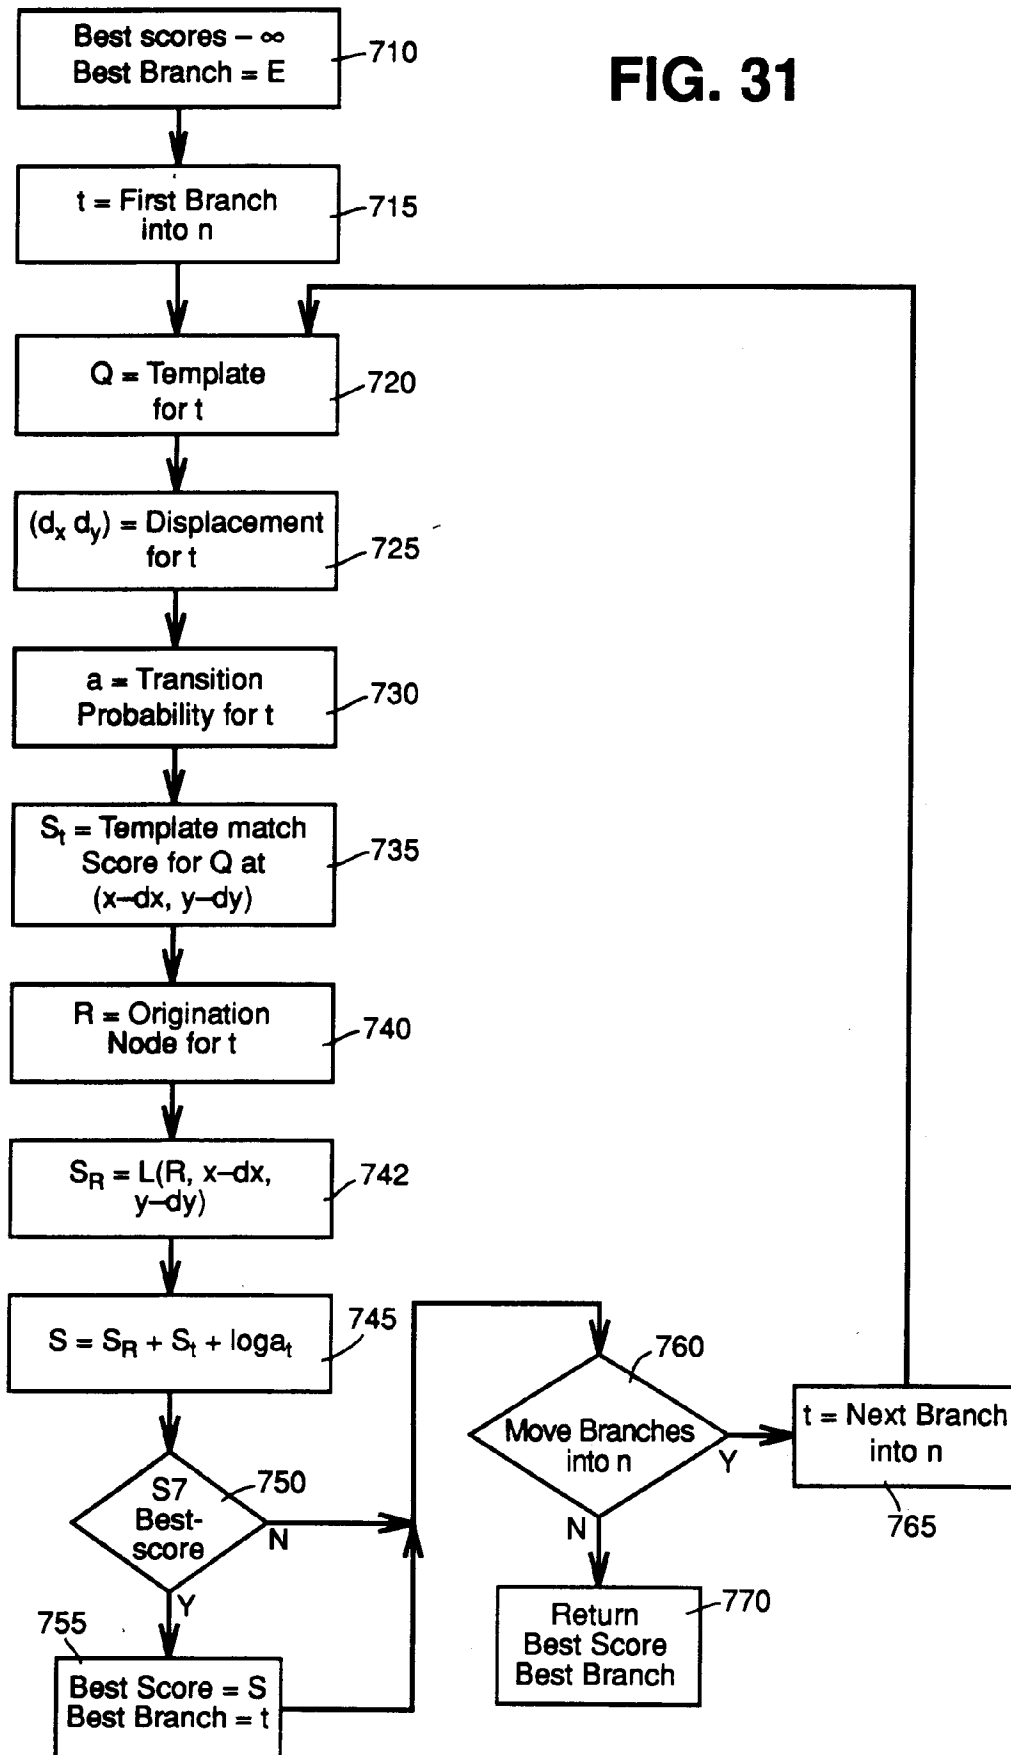 FIG. 31
Best scores – ∞
Best Branch = E
710
t = First Branch
into n
715
Q = Template
for t
720
(dx dy) = Displacement
for t
725
a = Transition
Probability for t
730
St = Template match
Score for Q at
(x–dx, y–dy)
735
R = Origination
Node for t
740
SR = L(R, x–dx,
y–dy)
742
S = SR + St + logat
745
S7
Best-
score
750
N
Y
755
Best Score = S
Best Branch = t
760
Move Branches
into n
Y
N
t = Next Branch
into n
765
Return
Best Score
Best Branch
770